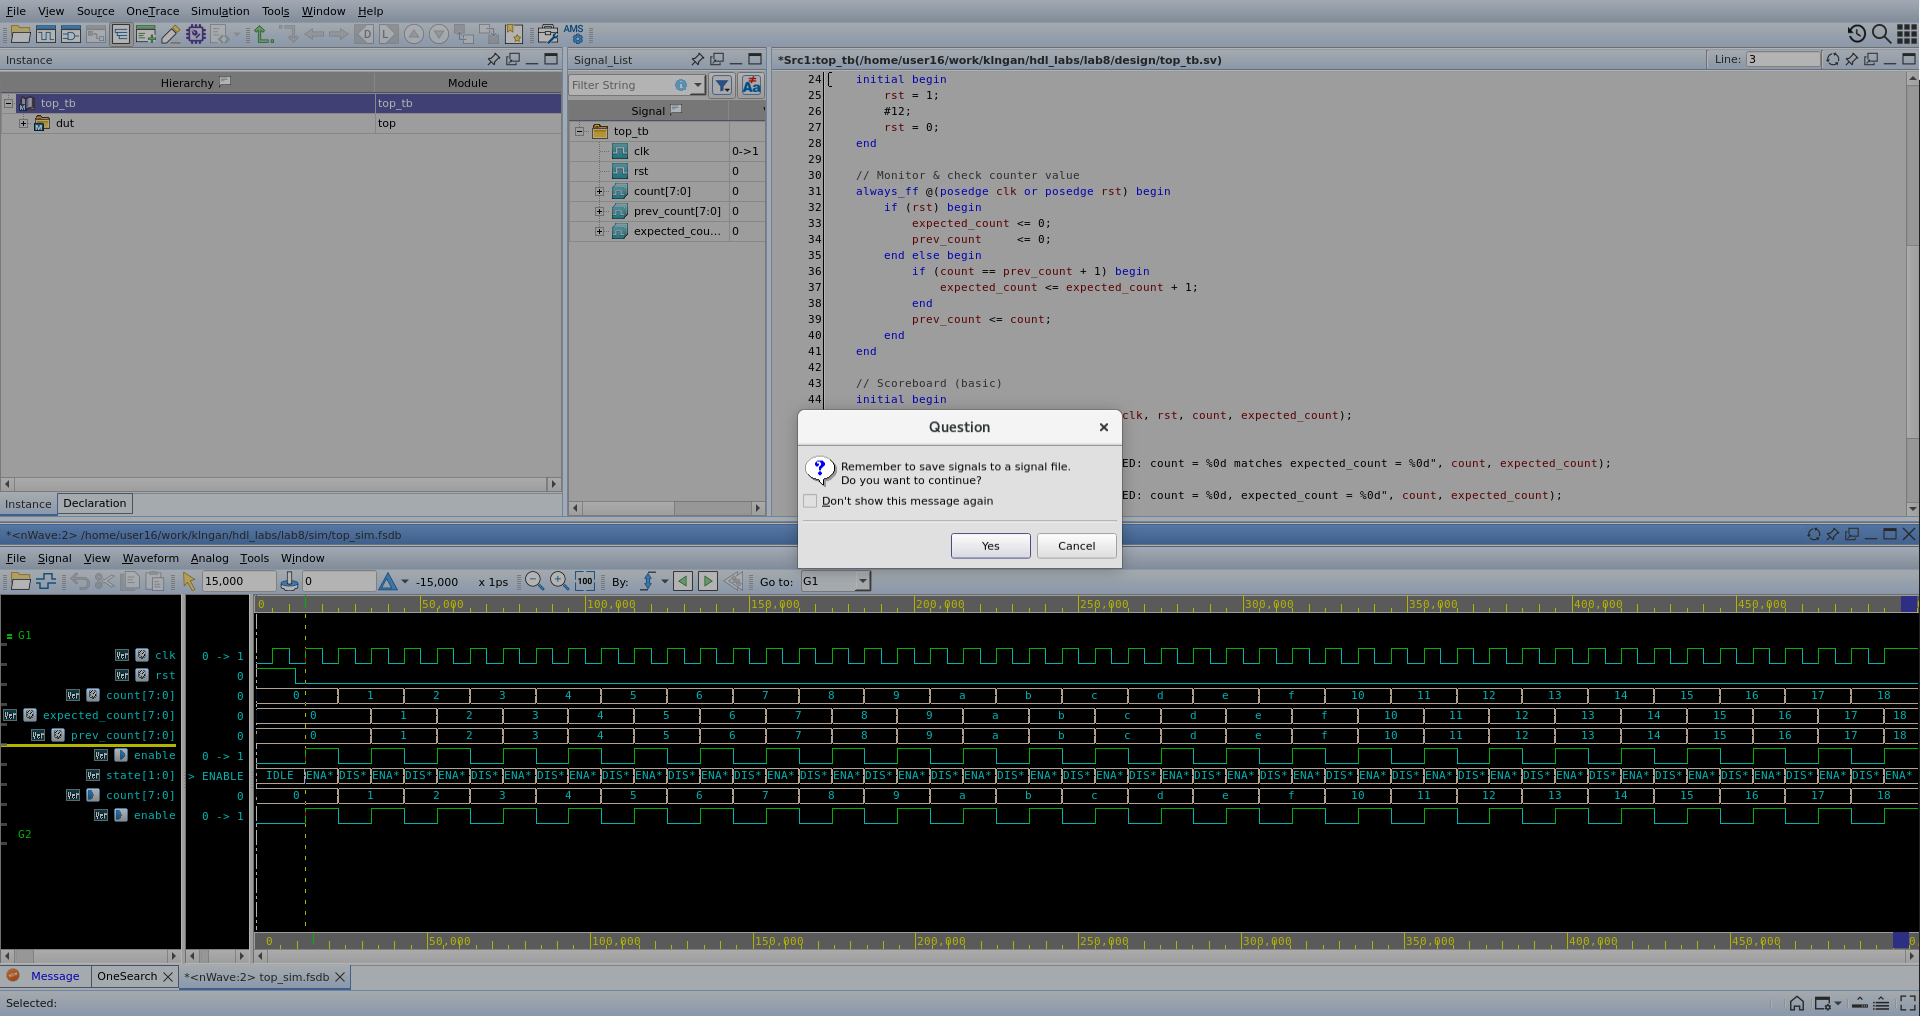 File View Source OneTrace Simulation Tools Window Help
D L AMS
Instance
Hierarchy Module
top_tb top_tb
dut top
Instance Declaration
Signal_List
Filter String
Signal
top_tb
clk 0->1
rst 0
count[7:0] 0
prev_count[7:0] 0
expected_cou... 0
*Src1:top_tb(/home/user16/work/klngan/hdl_labs/lab8/design/top_tb.sv) Line: 3
24 initial begin
25 rst = 1;
26 #12;
27 rst = 0;
28 end
29
30 // Monitor & check counter value
31 always_ff @(posedge clk or posedge rst) begin
32 if (rst) begin
33 expected_count <= 0;
34 prev_count <= 0;
35 end else begin
36 if (count == prev_count + 1) begin
37 expected_count <= expected_count + 1;
38 end
39 prev_count <= count;
40 end
41 end
42
43 // Scoreboard (basic)
44 initial begin
clk, rst, count, expected_count);
ED: count = %0d matches expected_count = %0d", count, expected_count);
ED: count = %0d, expected_count = %0d", count, expected_count);
Question
Remember to save signals to a signal file.
Do you want to continue?
Don't show this message again
Yes Cancel
*<nWave:2> /home/user16/work/klngan/hdl_labs/lab8/sim/top_sim.fsdb
File Signal View Waveform Analog Tools Window
15,000 0 -15,000 x 1ps 100 By: Go to: G1
0 50,000 100,000 150,000 200,000 250,000 300,000 350,000 400,000 450,000
G1
clk 0 -> 1
rst 0
count[7:0] 0 0 1 2 3 4 5 6 7 8 9 a b c d e f 10 11 12 13 14 15 16 17 18
expected_count[7:0] 0 0 1 2 3 4 5 6 7 8 9 a b c d e f 10 11 12 13 14 15 16 17 18
prev_count[7:0] 0 0 1 2 3 4 5 6 7 8 9 a b c d e f 10 11 12 13 14 15 16 17 18
enable 0 -> 1
state[1:0] > ENABLE IDLE ENA* DIS* ENA* DIS* ENA* DIS* ENA* DIS* ENA* DIS* ENA* DIS* ENA* DIS* ENA* DIS* ENA* DIS* ENA* DIS* ENA* DIS* ENA* DIS* ENA* DIS* ENA* DIS* ENA* DIS* ENA* DIS* ENA* DIS* ENA* DIS* ENA* DIS* ENA* DIS* ENA* DIS* ENA* DIS* ENA* DIS* ENA*
count[7:0] 0 0 1 2 3 4 5 6 7 8 9 a b c d e f 10 11 12 13 14 15 16 17 18
enable 0 -> 1
G2
0 50,000 100,000 150,000 200,000 250,000 300,000 350,000 400,000 450,000
Message OneSearch *<nWave:2> top_sim.fsdb
Selected: